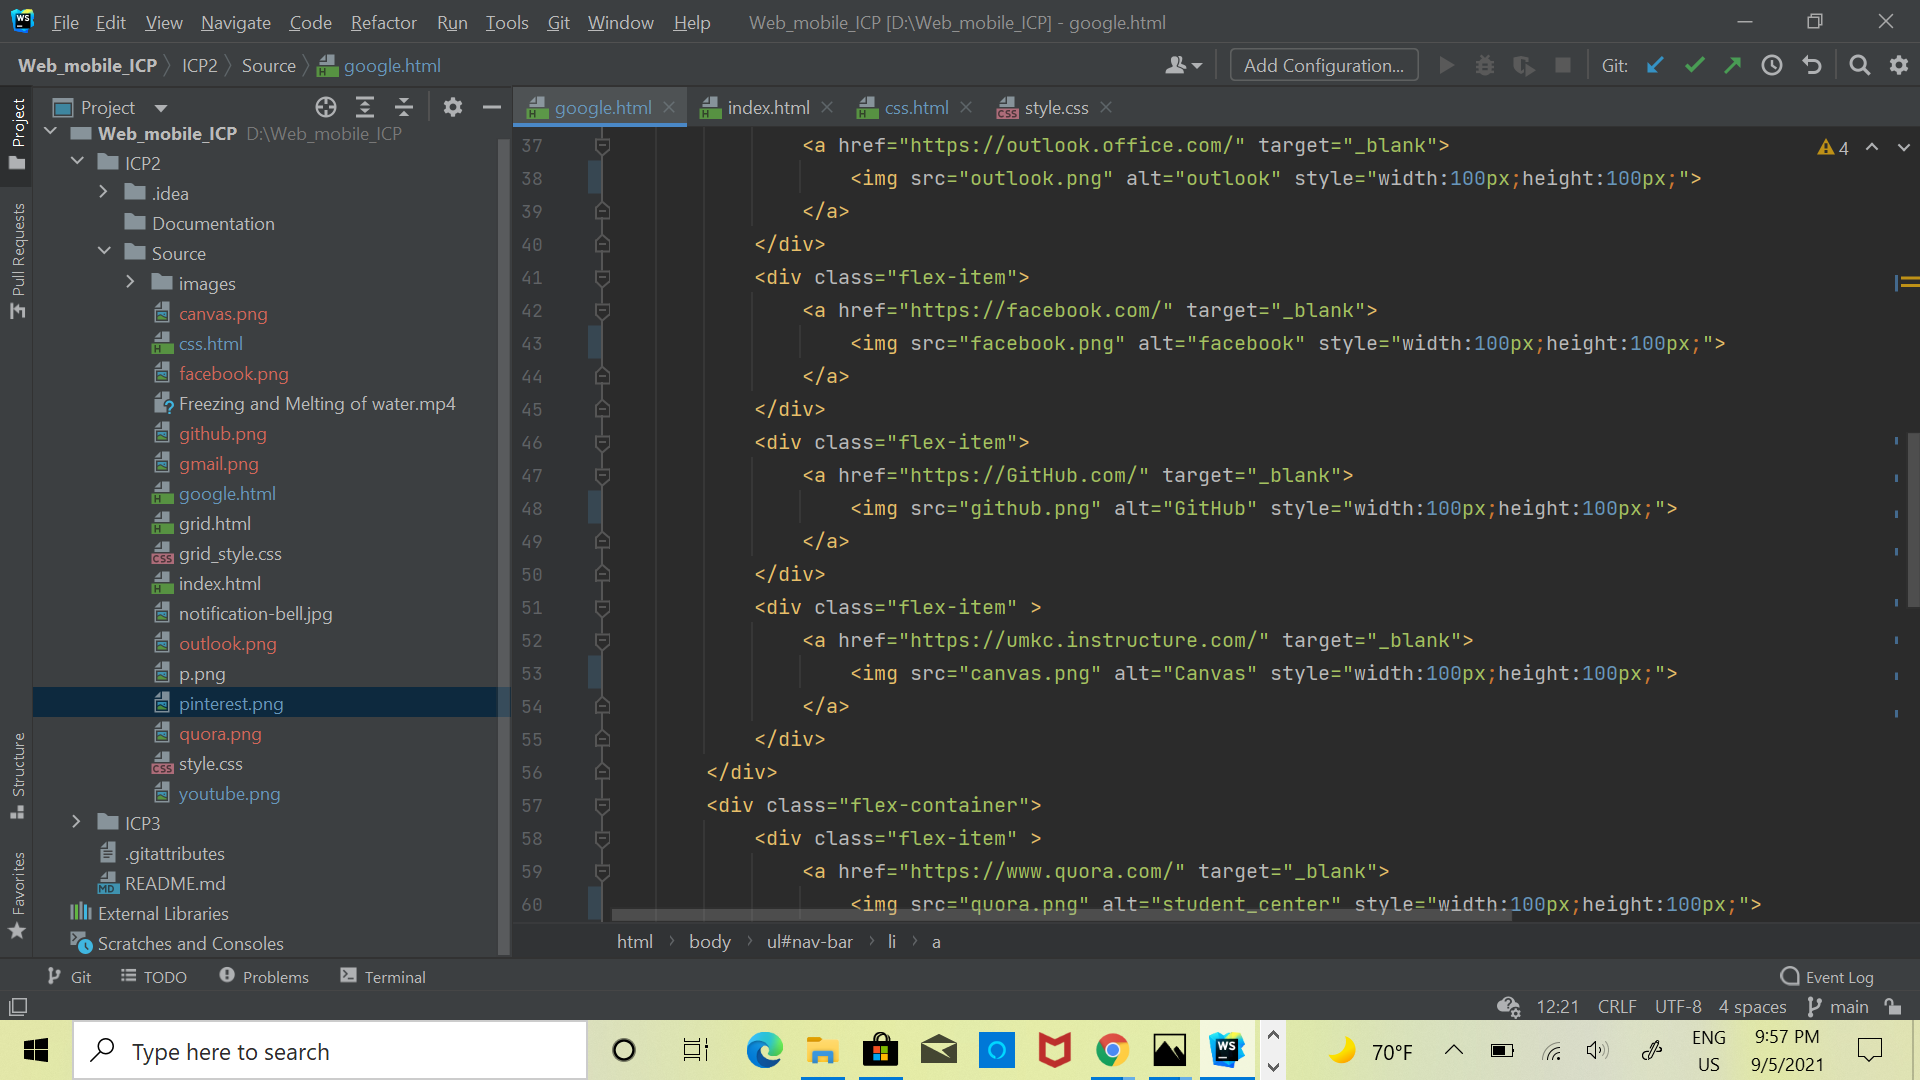 File Edit View Navigate Code Refactor Run Tools Git Window Help Web_mobile_ICP [D:\Web_mobile_ICP] - google.html
Web_mobile_ICP ICP2 Source google.html Add Configuration... Git:
Project
google.html index.html css.html style.css
Web_mobile_ICP D:\Web_mobile_ICP
ICP2
.idea
Documentation
Source
images
canvas.png
css.html
facebook.png
Freezing and Melting of water.mp4
github.png
gmail.png
google.html
grid.html
grid_style.css
index.html
notification-bell.jpg
outlook.png
p.png
pinterest.png
quora.png
style.css
youtube.png
ICP3
.gitattributes
README.md
External Libraries
Scratches and Consoles
Project
Pull Requests
Structure
Favorites
37 <a href="https://outlook.office.com/" target="_blank">
4
38 <img src="outlook.png" alt="outlook" style="width:100px;height:100px;">
39 </a>
40 </div>
41 <div class="flex-item">
42 <a href="https://facebook.com/" target="_blank">
43 <img src="facebook.png" alt="facebook" style="width:100px;height:100px;">
44 </a>
45 </div>
46 <div class="flex-item">
47 <a href="https://GitHub.com/" target="_blank">
48 <img src="github.png" alt="GitHub" style="width:100px;height:100px;">
49 </a>
50 </div>
51 <div class="flex-item" >
52 <a href="https://umkc.instructure.com/" target="_blank">
53 <img src="canvas.png" alt="Canvas" style="width:100px;height:100px;">
54 </a>
55 </div>
56 </div>
57 <div class="flex-container">
58 <div class="flex-item" >
59 <a href="https://www.quora.com/" target="_blank">
60 <img src="quora.png" alt="student_center" style="width:100px;height:100px;">
html body ul#nav-bar li a
Git TODO Problems Terminal Event Log
12:21 CRLF UTF-8 4 spaces main
Type here to search
WS
70°F
ENG
US
9:57 PM
9/5/2021